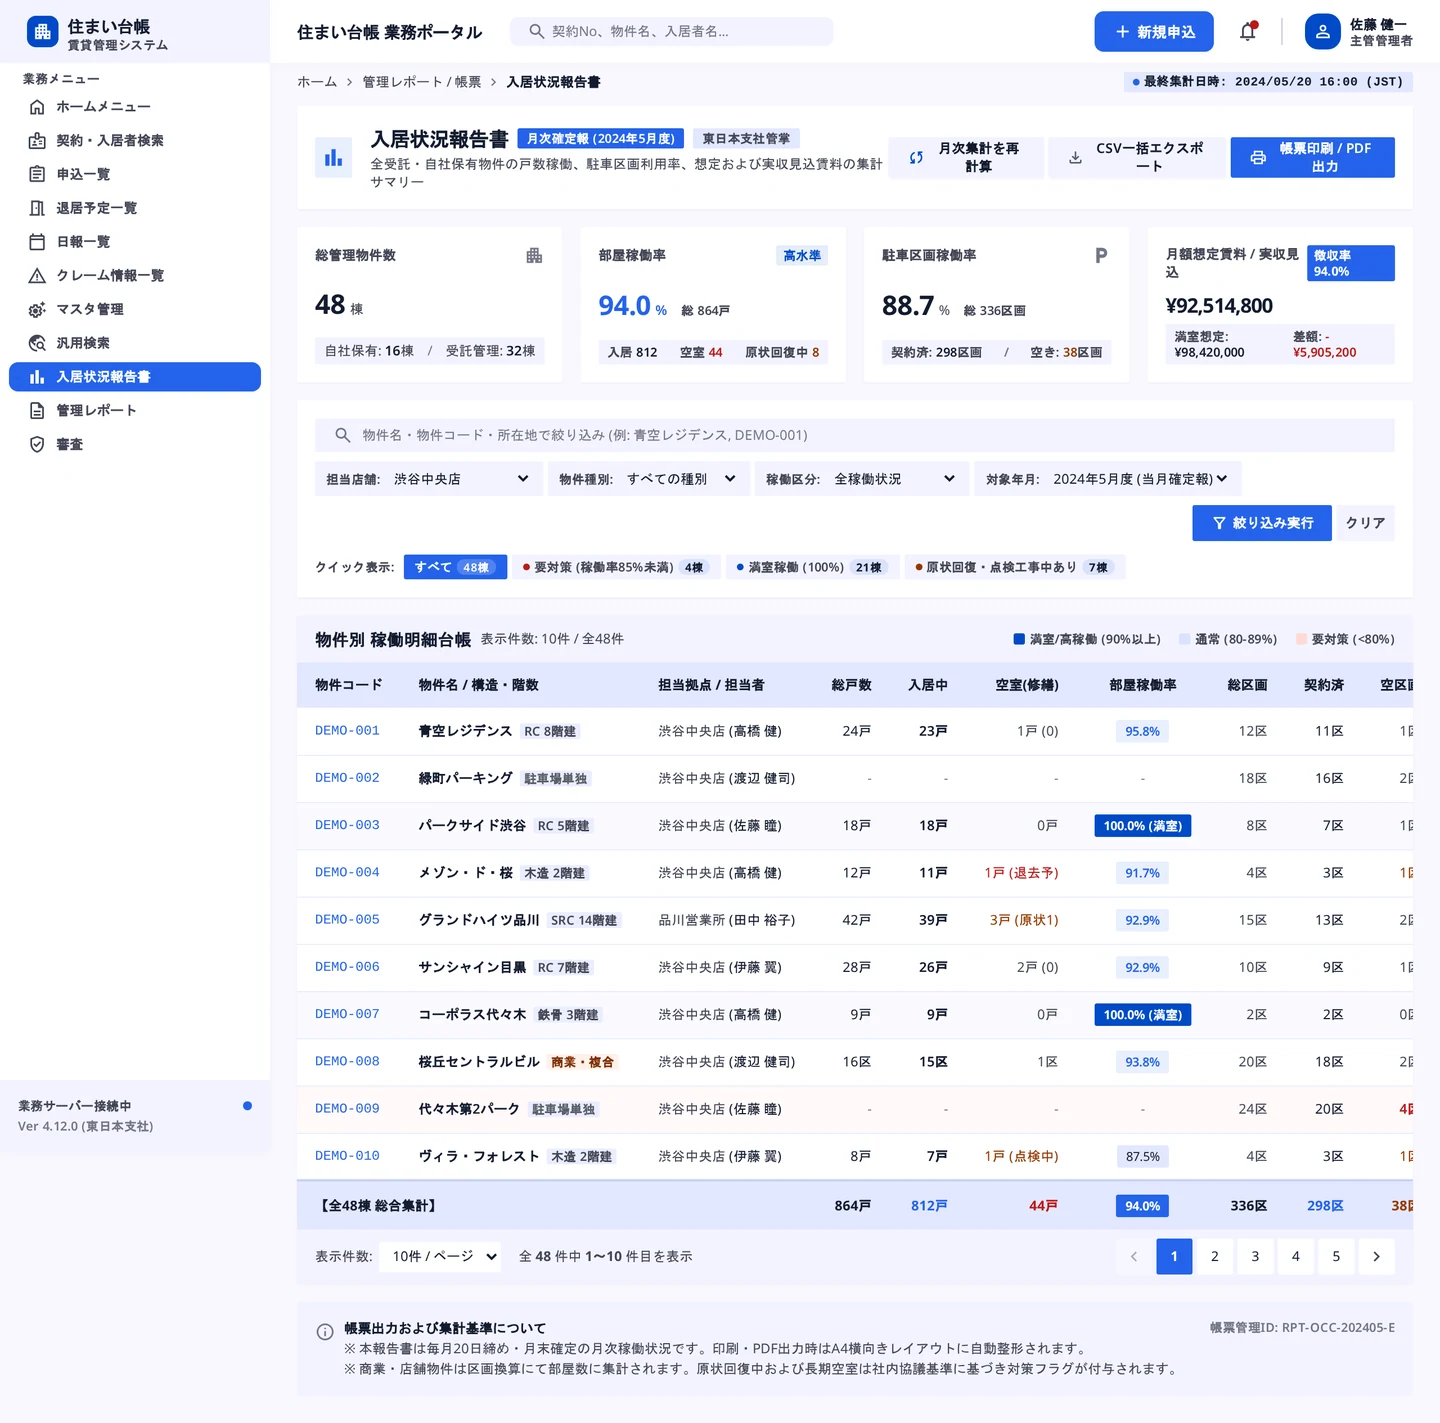 住まい台帳
賃貸管理システム
業務メニュー
ホームメニュー
契約・入居者検索
申込一覧
退居予定一覧
日報一覧
クレーム情報一覧
マスタ管理
汎用検索
入居状況報告書
管理レポート
審査
業務サーバー接続中
Ver 4.12.0 (東日本支社)
住まい台帳 業務ポータル
契約No、物件名、入居者名...
新規申込
佐藤 健一
主管管理者
ホーム > 管理レポート / 帳票 > 入居状況報告書
最終集計日時: 2024/05/20 16:00 (JST)
入居状況報告書 月次確定報 (2024年5月度) 東日本支社管掌
全受託・自社保有物件の戸数稼働、駐車区画利用率、想定および実収見込賃料の集計
サマリー
月次集計を再
計算
CSV一括エクスポ
ート
帳票印刷 / PDF
出力
総管理物件数
48 棟
自社保有: 16棟 / 受託管理: 32棟
部屋稼働率 高水準
94.0 % 総 864戸
入居 812 空室 44 原状回復中 8
駐車区画稼働率 P
88.7 % 総 336区画
契約済: 298区画 / 空き: 38区画
月額想定賃料 / 実収見
込
徴収率
94.0%
¥92,514,800
満室想定:
¥98,420,000
差額: -
¥5,905,200
物件名・物件コード・所在地で絞り込み (例: 青空レジデンス, DEMO-001)
担当店舗: 渋谷中央店 物件種別: すべての種別 稼働区分: 全稼働状況 対象年月: 2024年5月度 (当月確定報)
絞り込み実行 クリア
クイック表示: すべて 48棟 要対策 (稼働率85%未満) 4棟 満室稼働 (100%) 21棟 原状回復・点検工事中あり 7棟
物件別 稼働明細台帳 表示件数: 10件 / 全48件 満室/高稼働 (90%以上) 通常 (80-89%) 要対策 (<80%)
物件コード 物件名 / 構造・階数 担当拠点 / 担当者 総戸数 入居中 空室(修繕) 部屋稼働率 総区画 契約済 空区
DEMO-001 青空レジデンス RC 8階建 渋谷中央店 (高橋 健) 24戸 23戸 1戸 (0) 95.8% 12区 11区 1
DEMO-002 緑町パーキング 駐車場単独 渋谷中央店 (渡辺 健司) - - - - 18区 16区 2
DEMO-003 パークサイド渋谷 RC 5階建 渋谷中央店 (佐藤 瞳) 18戸 18戸 0戸 100.0% (満室) 8区 7区 1
DEMO-004 メゾン・ド・桜 木造 2階建 渋谷中央店 (高橋 健) 12戸 11戸 1戸 (退去予) 91.7% 4区 3区 1
DEMO-005 グランドハイツ品川 SRC 14階建 品川営業所 (田中 裕子) 42戸 39戸 3戸 (原状1) 92.9% 15区 13区 2
DEMO-006 サンシャイン目黒 RC 7階建 渋谷中央店 (伊藤 翼) 28戸 26戸 2戸 (0) 92.9% 10区 9区 1
DEMO-007 コーポラス代々木 鉄骨 3階建 渋谷中央店 (高橋 健) 9戸 9戸 0戸 100.0% (満室) 2区 2区 0
DEMO-008 桜丘セントラルビル 商業・複合 渋谷中央店 (渡辺 健司) 16区 15区 1区 93.8% 20区 18区 2
DEMO-009 代々木第2パーク 駐車場単独 渋谷中央店 (佐藤 瞳) - - - - 24区 20区 4
DEMO-010 ヴィラ・フォレスト 木造 2階建 渋谷中央店 (伊藤 翼) 8戸 7戸 1戸 (点検中) 87.5% 4区 3区 1
【全48棟 総合集計】 864戸 812戸 44戸 94.0% 336区 298区 38
表示件数: 10件 / ページ 全 48 件中 1〜10 件目を表示 < 1 2 3 4 5 >
帳票出力および集計基準について 帳票管理ID: RPT-OCC-202405-E
※ 本報告書は毎月20日締め・月末確定の月次稼働状況です。印刷・PDF出力時はA4横向きレイアウトに自動整形されます。
※ 商業・店舗物件は区画換算にて部屋数に集計されます。原状回復中および長期空室は社内協議基準に基づき対策フラグが付与されます。